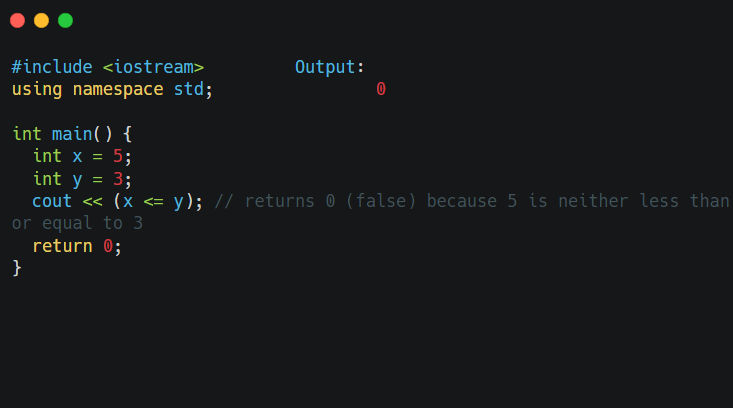 #include <iostream>         Output:
using namespace std;                0

int main() {
  int x = 5;
  int y = 3;
  cout << (x <= y); // returns 0 (false) because 5 is neither less than
or equal to 3
  return 0;
}